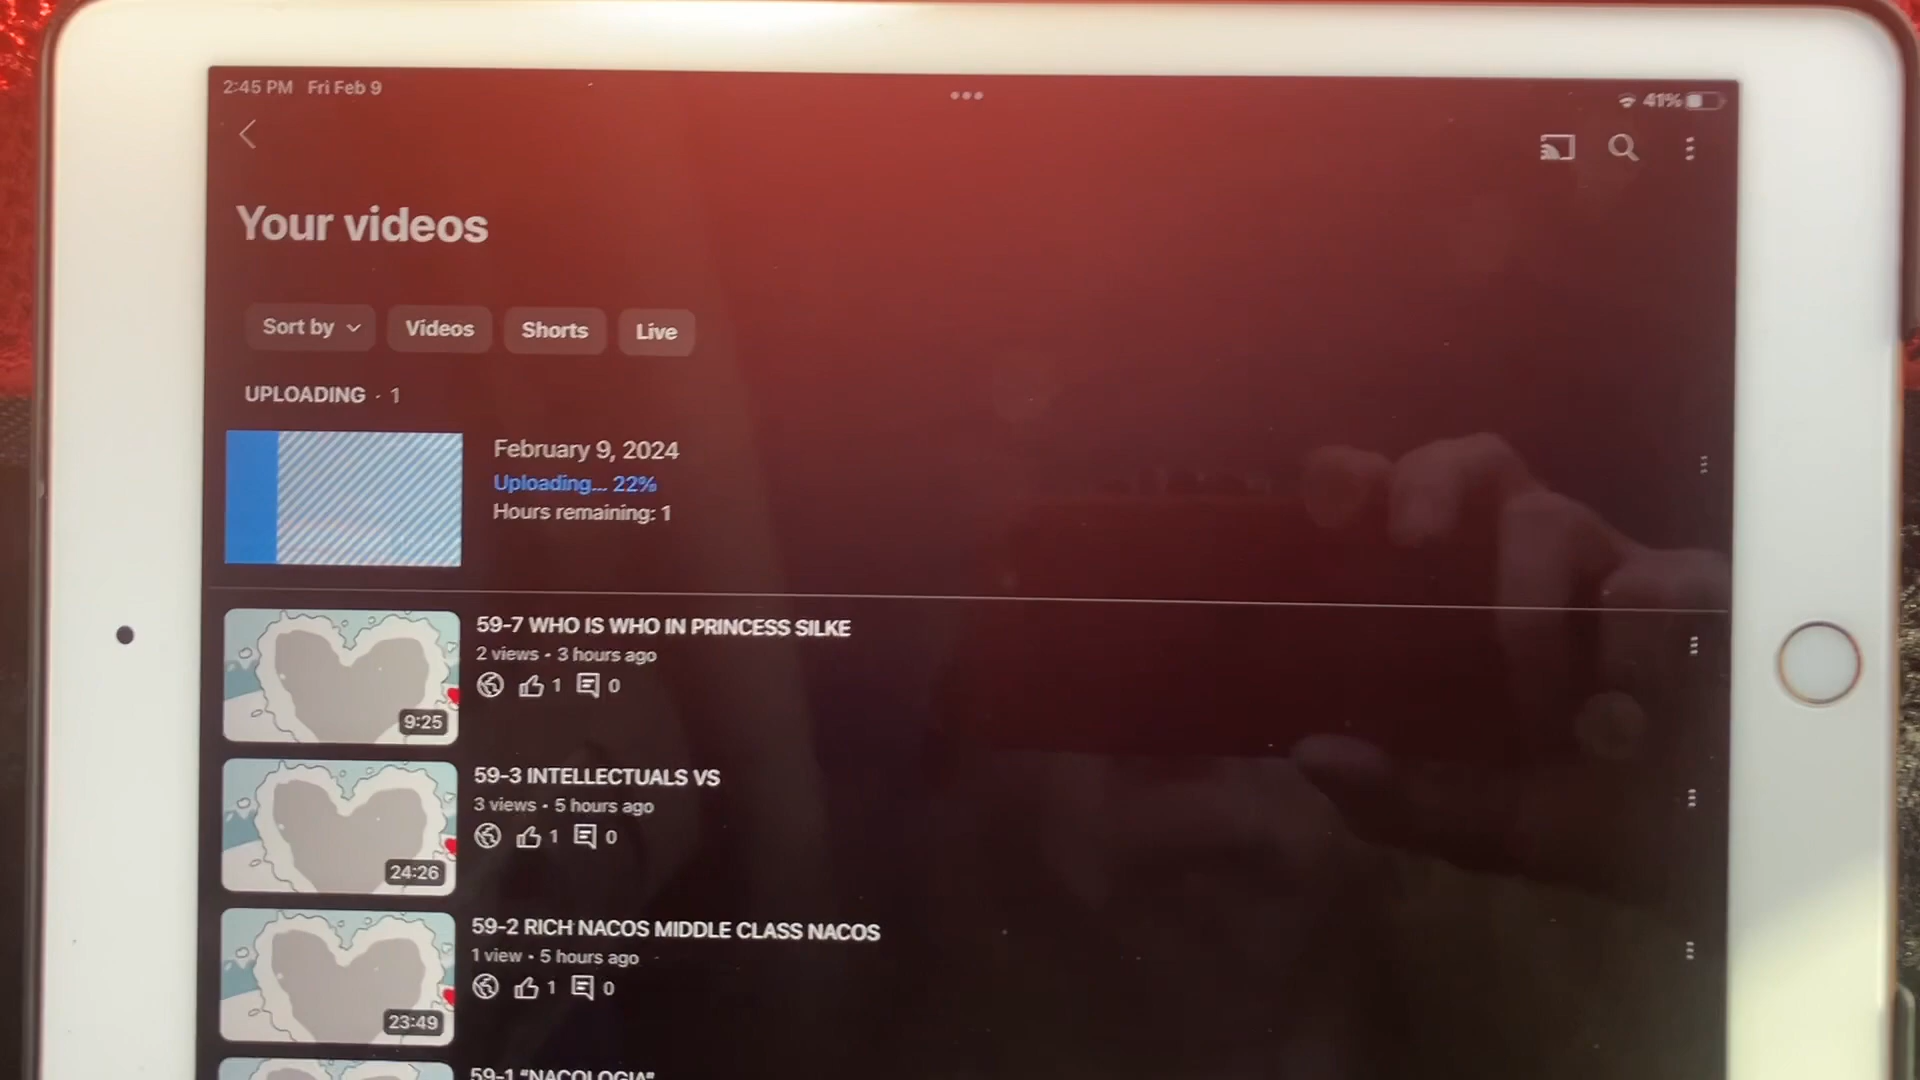 2:45 PM Fri Feb 9
41%
Your videos
Sort by Videos Shorts Live
UPLOADING · 1
February 9, 2024
Uploading... 22%
Hours remaining: 1
59-7 WHO IS WHO IN PRINCESS SILKE
2 views · 3 hours ago
1 0
9:25
59-3 INTELLECTUALS VS
3 views · 5 hours ago
1 0
24:26
59-2 RICH NACOS MIDDLE CLASS NACOS
1 view · 5 hours ago
1 0
23:49
59-1 "NACOLOGIA"